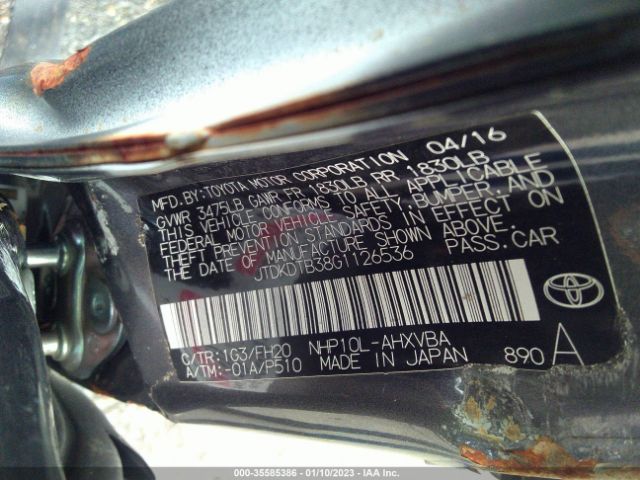 MFD. BY: TOYOTA MOTOR CORPORATION 04/16
GVWR 3475LB GAWR FR 1830LB RR 1830LB
THIS VEHICLE CONFORMS TO ALL APPLICABLE
FEDERAL MOTOR VEHICLE SAFETY, BUMPER, AND
THEFT PREVENTION STANDARDS IN EFFECT ON
THE DATE OF MANUFACTURE SHOWN ABOVE.
JTDKDTB38G1126536 PASS. CAR
C/TR: 1G3/FH20 NHP10L-AHXVBA
A/TM: -01A/P510 MADE IN JAPAN 890 A
000-35585386 - 01/10/2023 - IAA Inc.